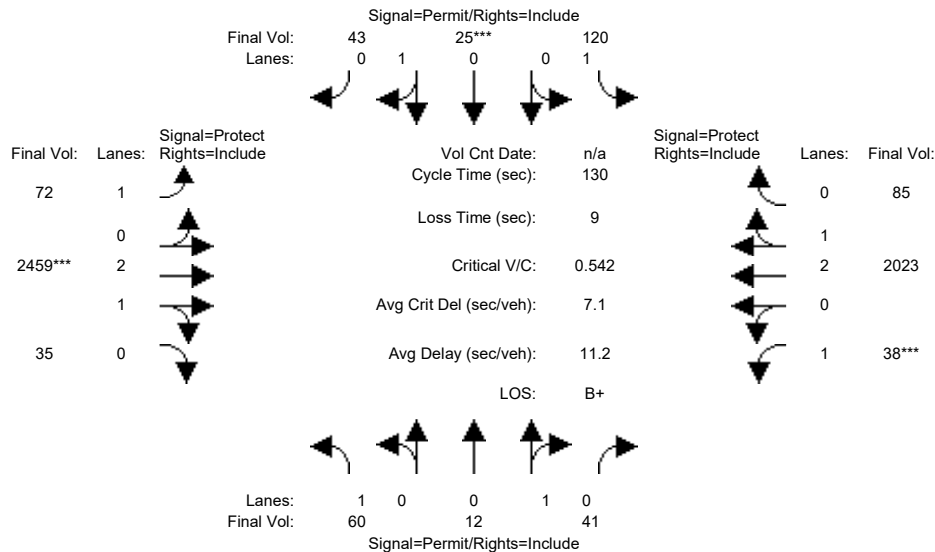 Signal=Permit/Rights=Include
Final Vol: 43 25*** 120
Lanes: 0 1 0 0 1
Signal=Protect
Final Vol: Lanes: Rights=Include
Vol Cnt Date: n/a
Signal=Protect
Rights=Include Lanes: Final Vol:
Cycle Time (sec): 130
72 1
0 85
Loss Time (sec): 9
0
1
2459*** 2
Critical V/C: 0.542
2 2023
1
Avg Crit Del (sec/veh): 7.1
0
35 0
Avg Delay (sec/veh): 11.2
1 38***
LOS: B+
Lanes: 1 0 0 1 0
Final Vol: 60 12 41
Signal=Permit/Rights=Include